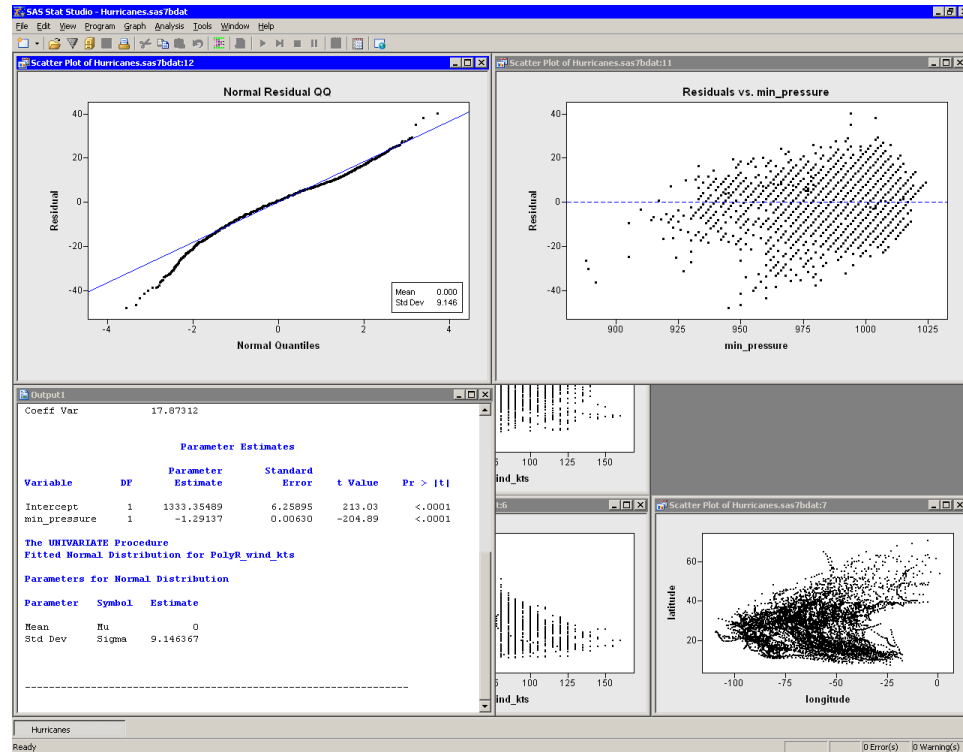 SAS Stat Studio - Hurricanes.sas7bdat
File Edit View Program Graph Analysis Tools Window Help
Scatter Plot of Hurricanes.sas7bdat:12
Normal Residual QQ
40
20
0
-20
-40
Residual
Mean 0.000
Std Dev 9.146
-4 -2 0 2 4
Normal Quantiles
Scatter Plot of Hurricanes.sas7bdat:11
Residuals vs. min_pressure
40
20
0
-20
-40
Residual
900 925 950 975 1000 1025
min_pressure
Output1
Coeff Var 17.87312
Parameter Estimates
Parameter Standard
Variable DF Estimate Error t Value Pr > |t|
Intercept 1 1333.35489 6.25895 213.03 <.0001
min_pressure 1 -1.29137 0.00630 -204.89 <.0001
The UNIVARIATE Procedure
Fitted Normal Distribution for PolyR_wind_kts
Parameters for Normal Distribution
Parameter Symbol Estimate
Mean Mu 0
Std Dev Sigma 9.146367
100 125 150
ind_kts
t:6
100 125 150
ind_kts
Scatter Plot of Hurricanes.sas7bdat:7
60
40
20
latitude
-100 -75 -50 -25 0
longitude
Hurricanes
Ready
0 Error(s) 0 Warning(s)